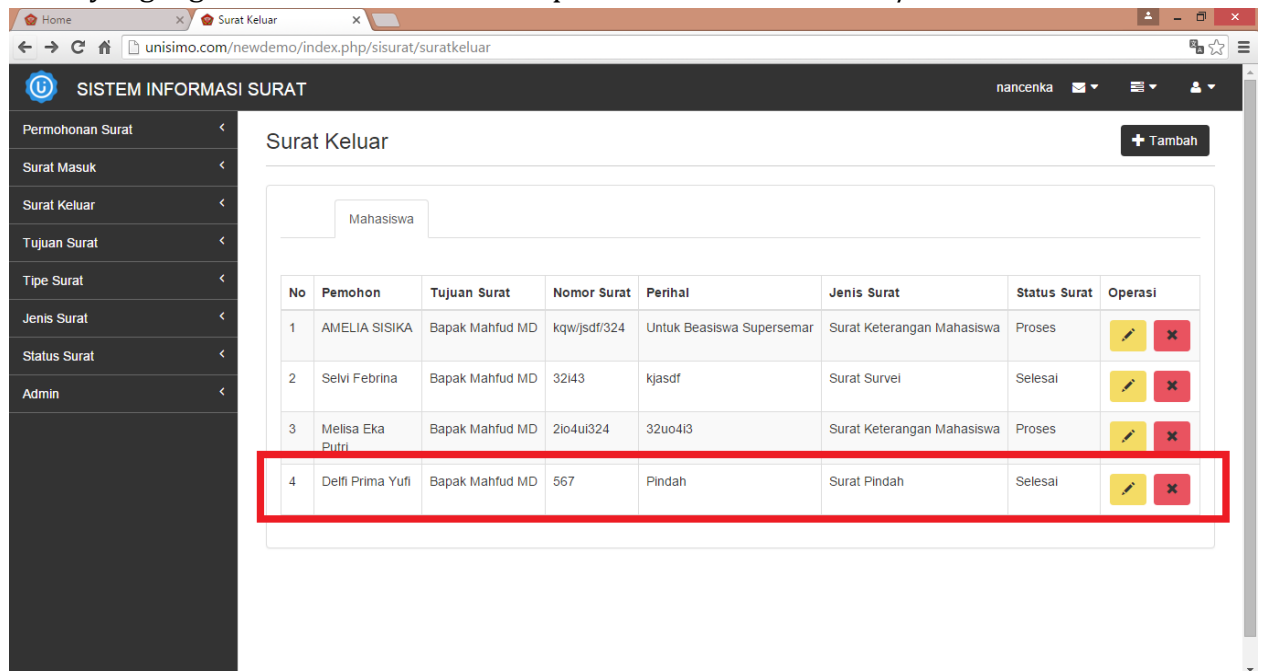 Home
Surat Keluar
unisimo.com/newdemo/index.php/sisurat/suratkeluar
SISTEM INFORMASI SURAT
nancenka
Permohonan Surat
Surat Masuk
Surat Keluar
Tujuan Surat
Tipe Surat
Jenis Surat
Status Surat
Admin
Surat Keluar
Tambah
Mahasiswa
No Pemohon Tujuan Surat Nomor Surat Perihal Jenis Surat Status Surat Operasi
1 AMELIA SISIKA Bapak Mahfud MD kqw/jsdf/324 Untuk Beasiswa Supersemar Surat Keterangan Mahasiswa Proses
2 Selvi Febrina Bapak Mahfud MD 32i43 kjasdf Surat Survei Selesai
3 Melisa Eka Bapak Mahfud MD 2io4ui324 32uo4i3 Surat Keterangan Mahasiswa Proses
Putri
4 Delfi Prima Yufi Bapak Mahfud MD 567 Pindah Surat Pindah Selesai